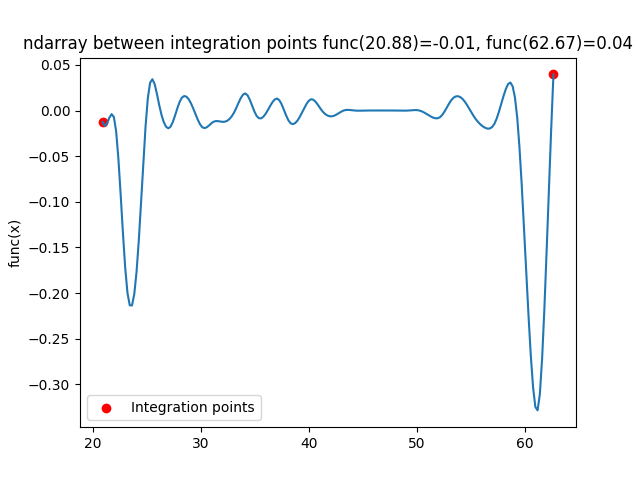 ndarray between integration points func(20.88)=-0.01, func(62.67)=0.04
0.05
0.00
−0.05
−0.10
−0.15
−0.20
−0.25
−0.30
func(x)
Integration points
20 30 40 50 60